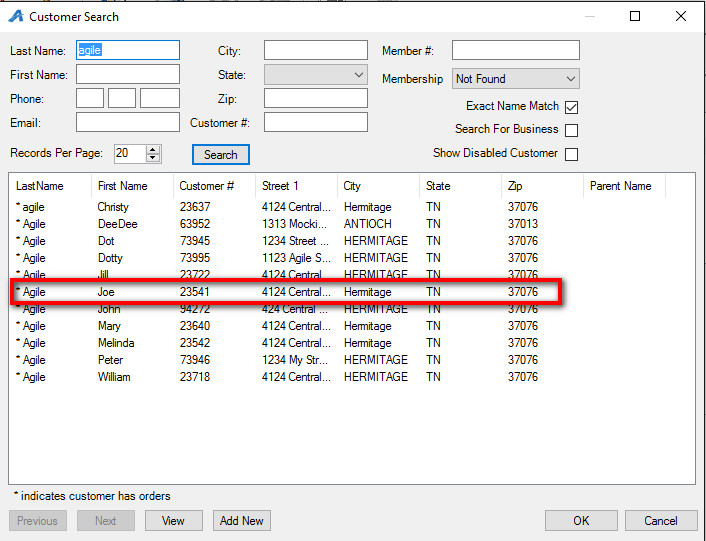 Customer Search
Last Name: agile City: Member #:
First Name: State: Membership Not Found
Phone: Zip: Exact Name Match
Email: Customer #: Search For Business
Records Per Page: 20 Search Show Disabled Customer
LastName First Name Customer # Street 1 City State Zip Parent Name
* agile Christy 23637 4124 Central... Hermitage TN 37076
* Agile DeeDee 63952 1313 Mocki... ANTIOCH TN 37013
* Agile Dot 73945 1234 Street ... HERMITAGE TN 37076
* Agile Dotty 73995 1123 Agile S... HERMITAGE TN 37076
* Agile Jill 23722 4124 Central... HERMITAGE TN 37076
* Agile Joe 23541 4124 Central... Hermitage TN 37076
* Agile John 94272 424 Central ... HERMITAGE TN 37076
* Agile Mary 23640 4124 Central... HERMITAGE TN 37076
* Agile Melinda 23542 4124 Central... HERMITAGE TN 37076
* Agile Peter 73946 1234 My Str... HERMITAGE TN 37076
* Agile William 23718 4124 Central... HERMITAGE TN 37076
* indicates customer has orders
Previous Next View Add New OK Cancel